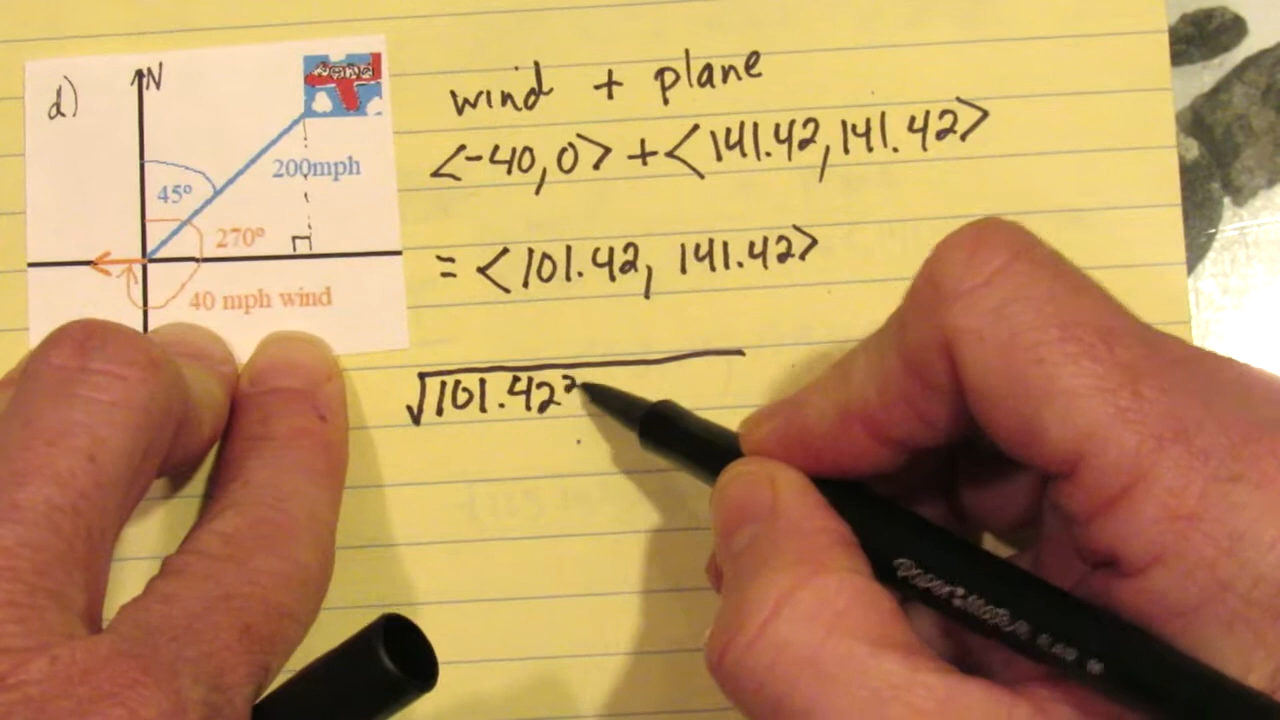 d)
N
45°
200mph
270°
40 mph wind
wind + plane
<-40,0> + <141.42,141.42>
= <101.42, 141.42>
√101.42²